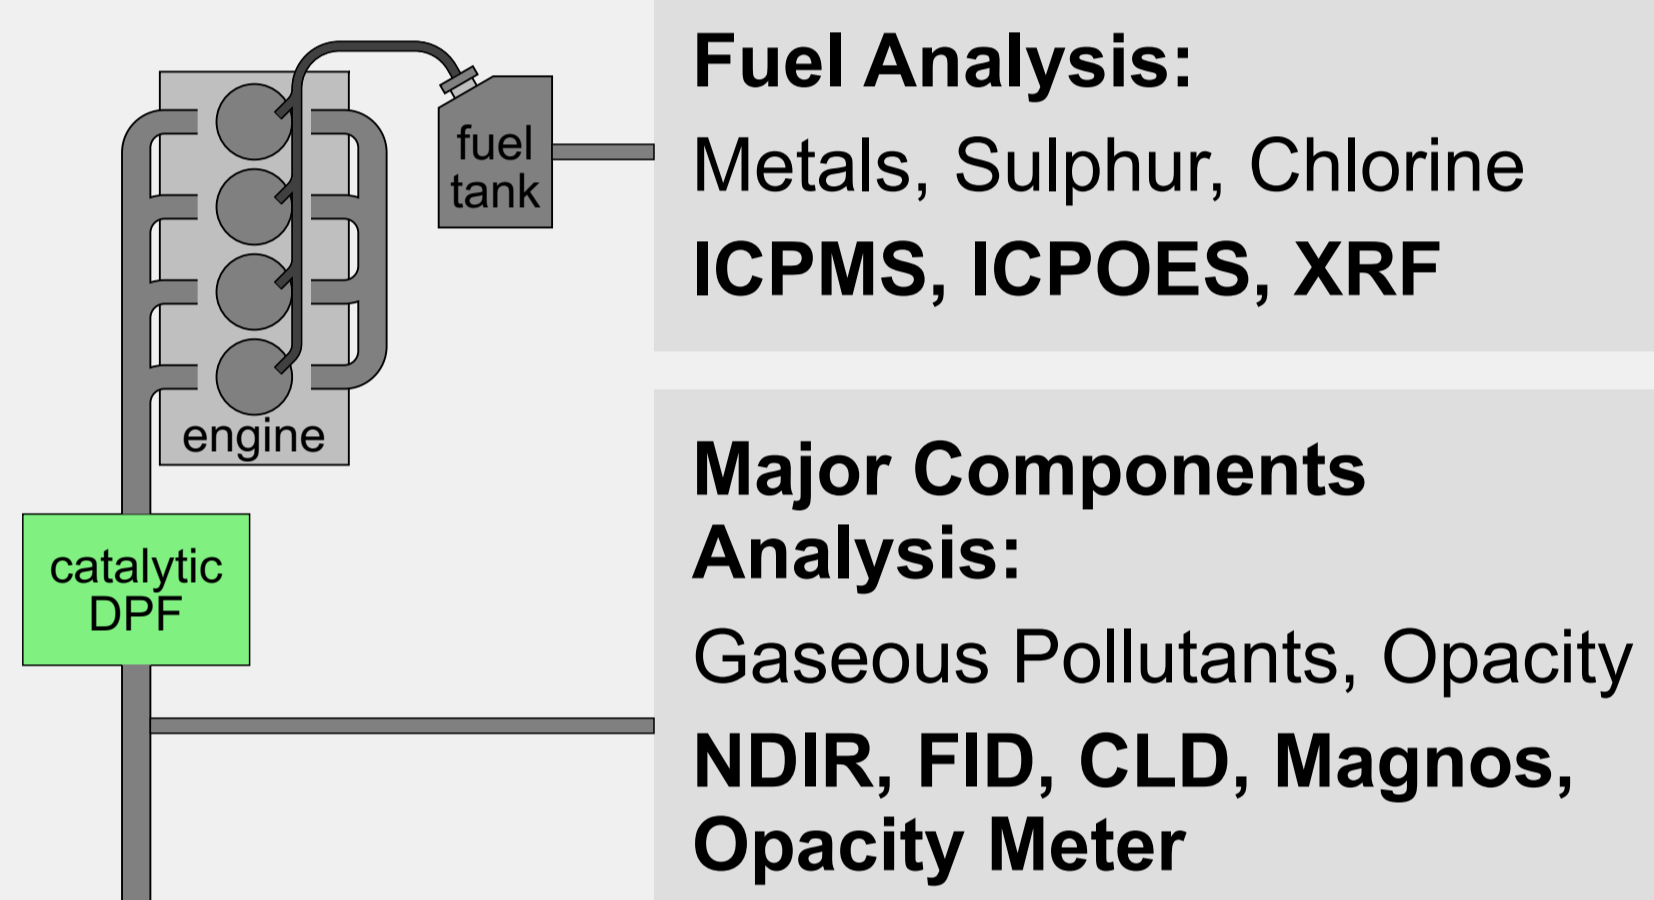 fuel
tank
engine
catalytic
DPF
Fuel Analysis:
Metals, Sulphur, Chlorine
ICPMS, ICPOES, XRF
Major Components
Analysis:
Gaseous Pollutants, Opacity
NDIR, FID, CLD, Magnos,
Opacity Meter